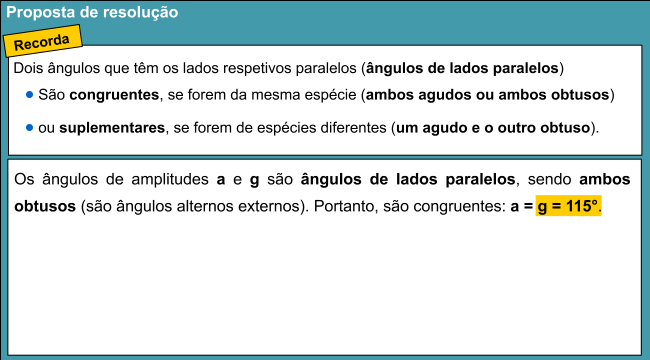 Proposta de resolução
Recorda
Dois ângulos que têm os lados respetivos paralelos (ângulos de lados paralelos)
● São congruentes, se forem da mesma espécie (ambos agudos ou ambos obtusos)
● ou suplementares, se forem de espécies diferentes (um agudo e o outro obtuso).
Os ângulos de amplitudes a e g são ângulos de lados paralelos, sendo ambos
obtusos (são ângulos alternos externos). Portanto, são congruentes: a = g = 115°.